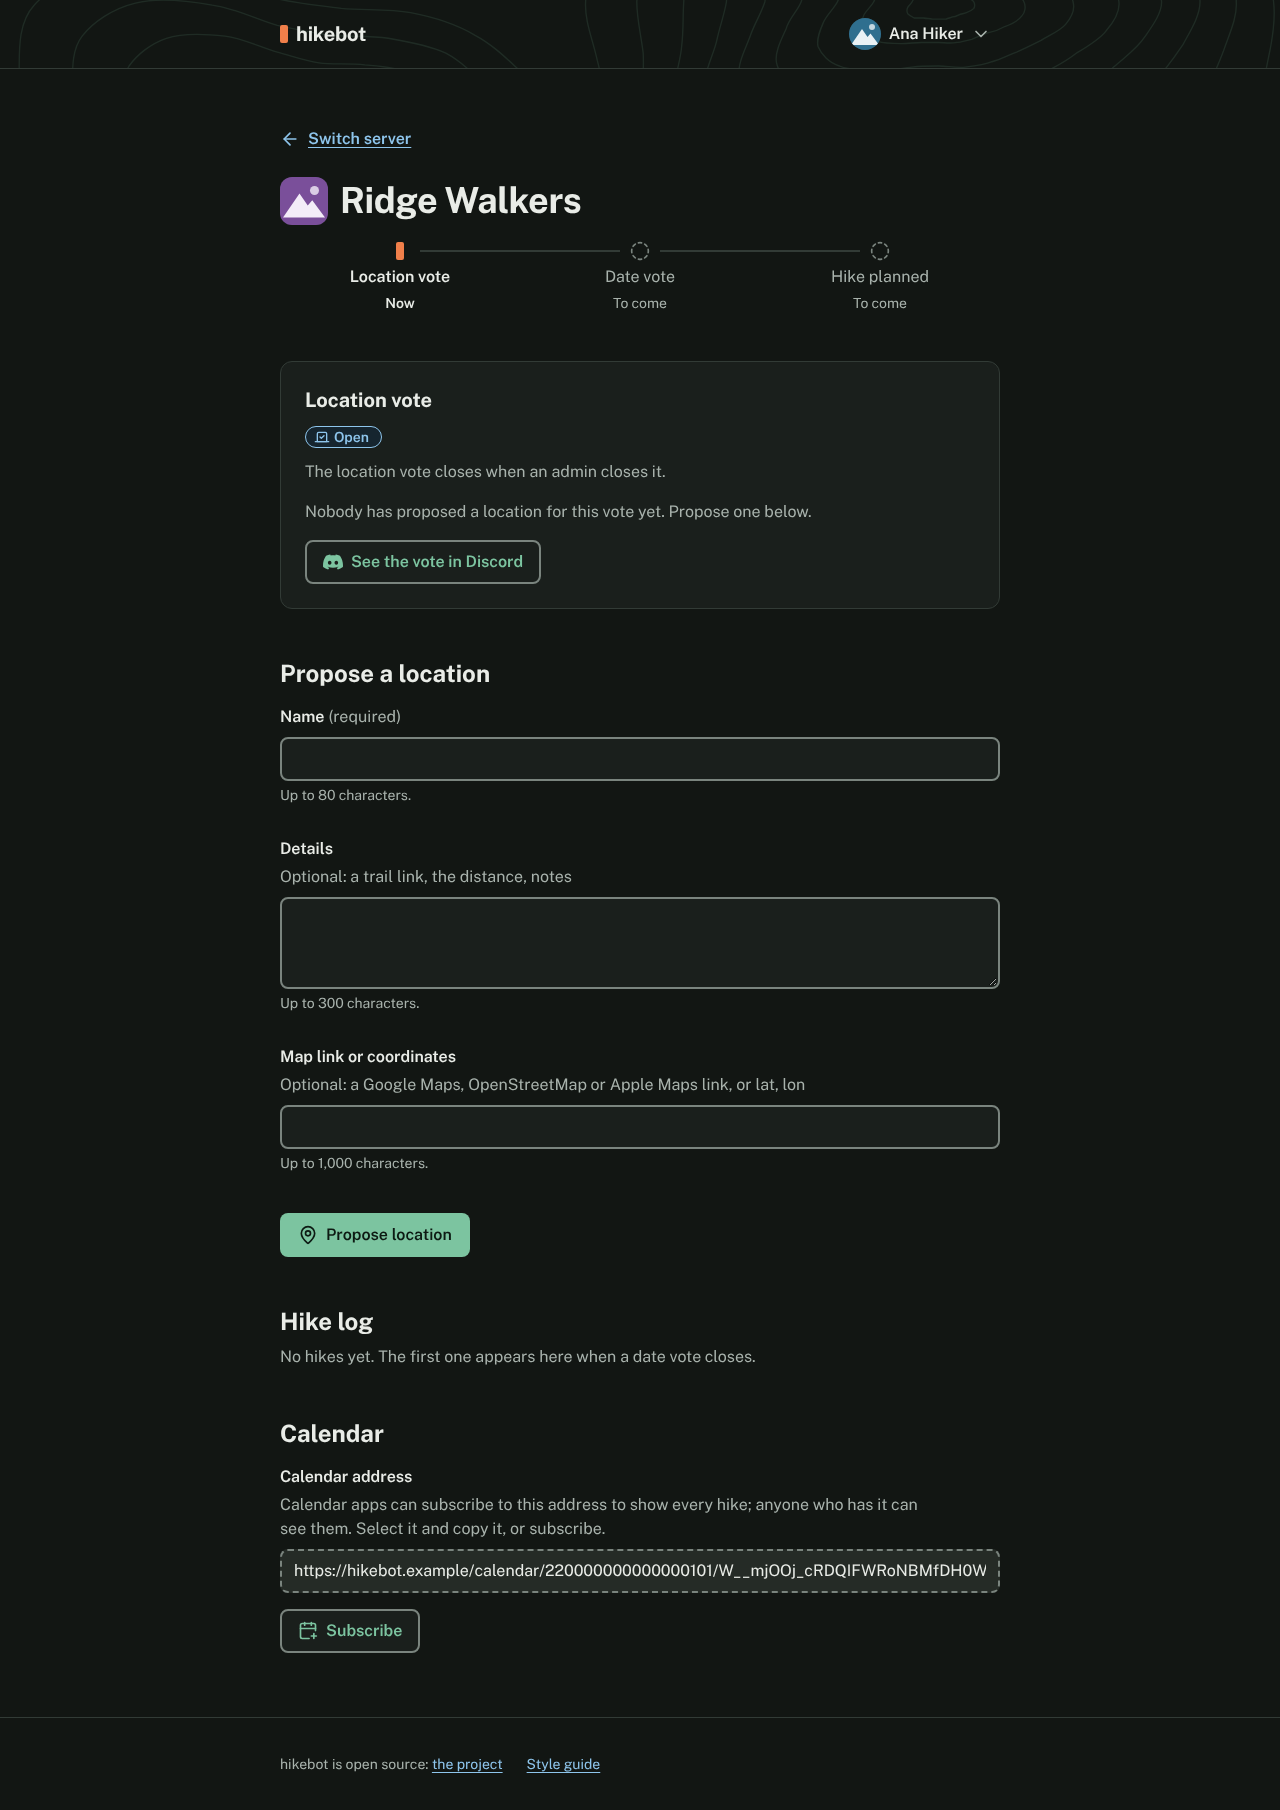 hikebot
Ana Hiker
Switch server
Ridge Walkers
Location vote
Now
Date vote
To come
Hike planned
To come
Location vote
Open
The location vote closes when an admin closes it.
Nobody has proposed a location for this vote yet. Propose one below.
See the vote in Discord
Propose a location
Name (required)
Up to 80 characters.
Details
Optional: a trail link, the distance, notes
Up to 300 characters.
Map link or coordinates
Optional: a Google Maps, OpenStreetMap or Apple Maps link, or lat, lon
Up to 1,000 characters.
Propose location
Hike log
No hikes yet. The first one appears here when a date vote closes.
Calendar
Calendar address
Calendar apps can subscribe to this address to show every hike; anyone who has it can
see them. Select it and copy it, or subscribe.
https://hikebot.example/calendar/220000000000000101/W__mjOOj_cRDQIFWRoNBMfDH0W
Subscribe
hikebot is open source: the project
Style guide